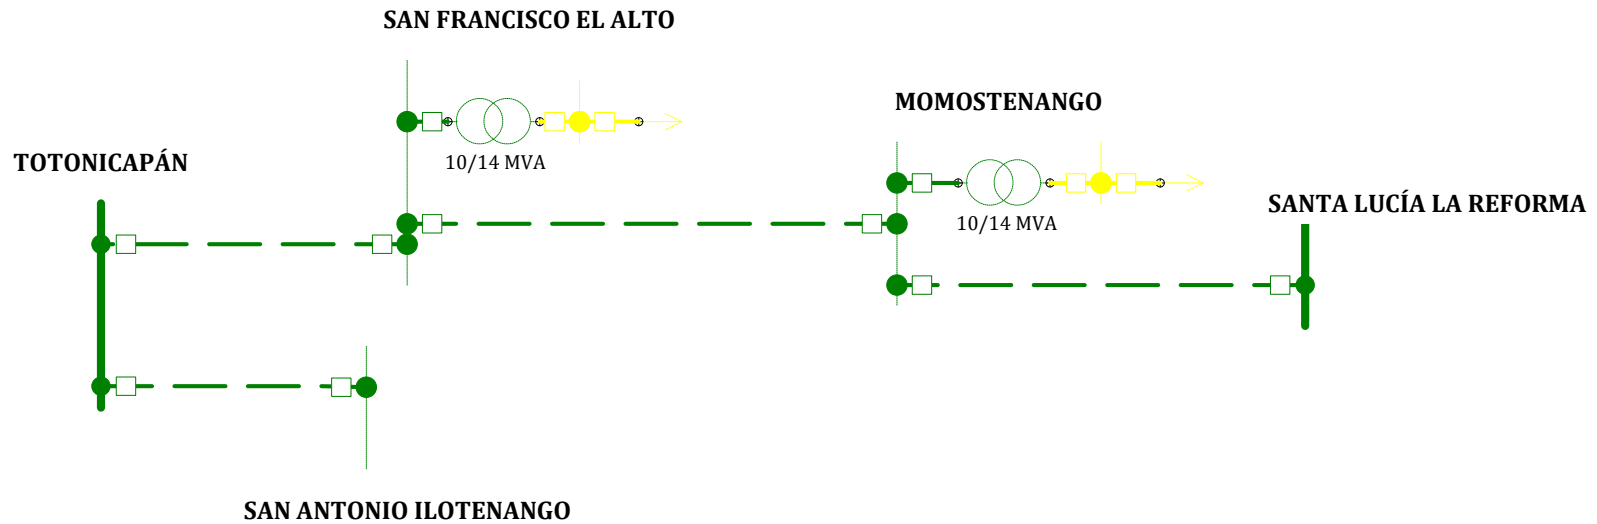 SAN FRANCISCO EL ALTO
MOMOSTENANGO
10/14 MVA
TOTONICAPÁN
SANTA LUCÍA LA REFORMA
10/14 MVA
SAN ANTONIO ILOTENANGO